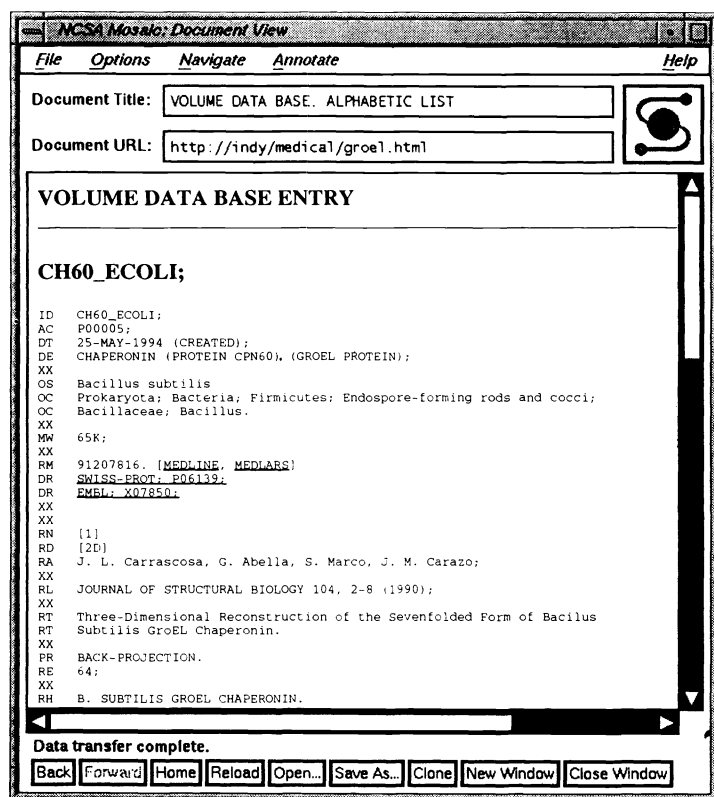 NCSA Mosaic: Document View
File Options Navigate Annotate Help
Document Title: VOLUME DATA BASE. ALPHABETIC LIST
Document URL: http://indy/medical/groel.html
VOLUME DATA BASE ENTRY
CH60_ECOLI;
ID CH60_ECOLI;
AC P00005;
DT 25-MAY-1994 (CREATED);
DE CHAPERONIN (PROTEIN CPN60). (GROEL PROTEIN);
XX
OS Bacillus subtilis
OC Prokaryota; Bacteria; Firmicutes; Endospore-forming rods and cocci;
OC Bacillaceae; Bacillus.
XX
MW 65K;
XX
RM 91207816. [MEDLINE, MEDLARS]
DR SWISS-PROT; P06139;
DR EMBL; X07850;
XX
XX
RN [1]
RD [2D]
RA J. L. Carrascosa, G. Abella, S. Marco, J. M. Carazo;
XX
RL JOURNAL OF STRUCTURAL BIOLOGY 104, 2-8 (1990);
XX
RT Three-Dimensional Reconstruction of the Sevenfolded Form of Bacilus
RT Subtilis GroEL Chaperonin.
XX
PR BACK-PROJECTION.
RE 64;
XX
RH B. SUBTILIS GROEL CHAPERONIN.
Data transfer complete.
Back Forward Home Reload Open... Save As... Clone New Window Close Window